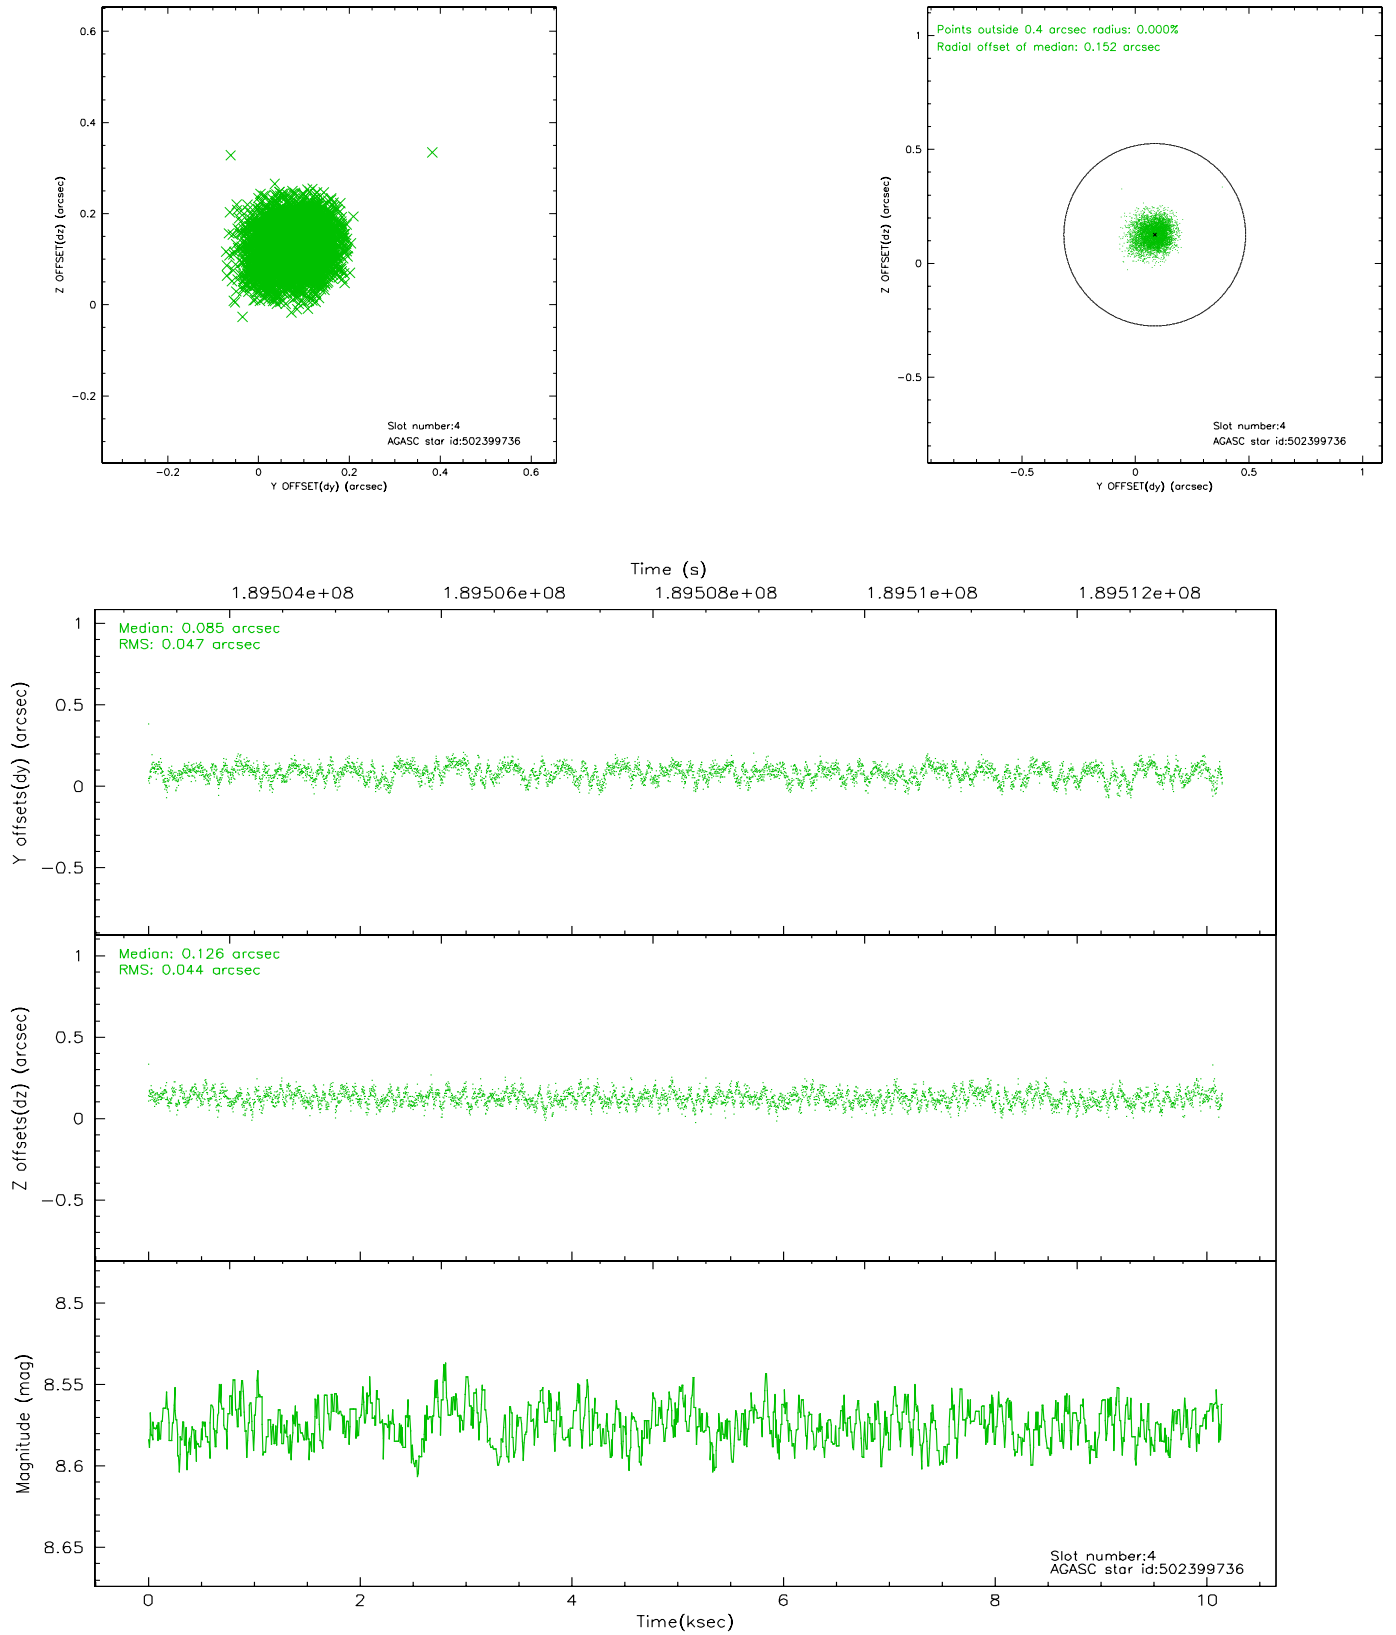 0.6
0.4
0.2
0
−0.2
Z OFFSET(dz) (arcsec)
Slot number:4
AGASC star id:502399736
−0.2 0 0.2 0.4 0.6
Y OFFSET(dy) (arcsec)
Points outside 0.4 arcsec radius: 0.000%
Radial offset of median: 0.152 arcsec
1
0.5
0
−0.5
Z OFFSET(dz) (arcsec)
Slot number:4
AGASC star id:502399736
−0.5 0 0.5 1
Y OFFSET(dy) (arcsec)
Time (s)
1.89504e+08 1.89506e+08 1.89508e+08 1.8951e+08 1.89512e+08
Median: 0.085 arcsec
RMS: 0.047 arcsec
1
0.5
0
−0.5
Y offsets(dy) (arcsec)
Median: 0.126 arcsec
RMS: 0.044 arcsec
1
0.5
0
−0.5
Z offsets(dz) (arcsec)
8.5
8.55
8.6
8.65
Magnitude (mag)
Slot number:4
AGASC star id:502399736
0 2 4 6 8 10
Time(ksec)